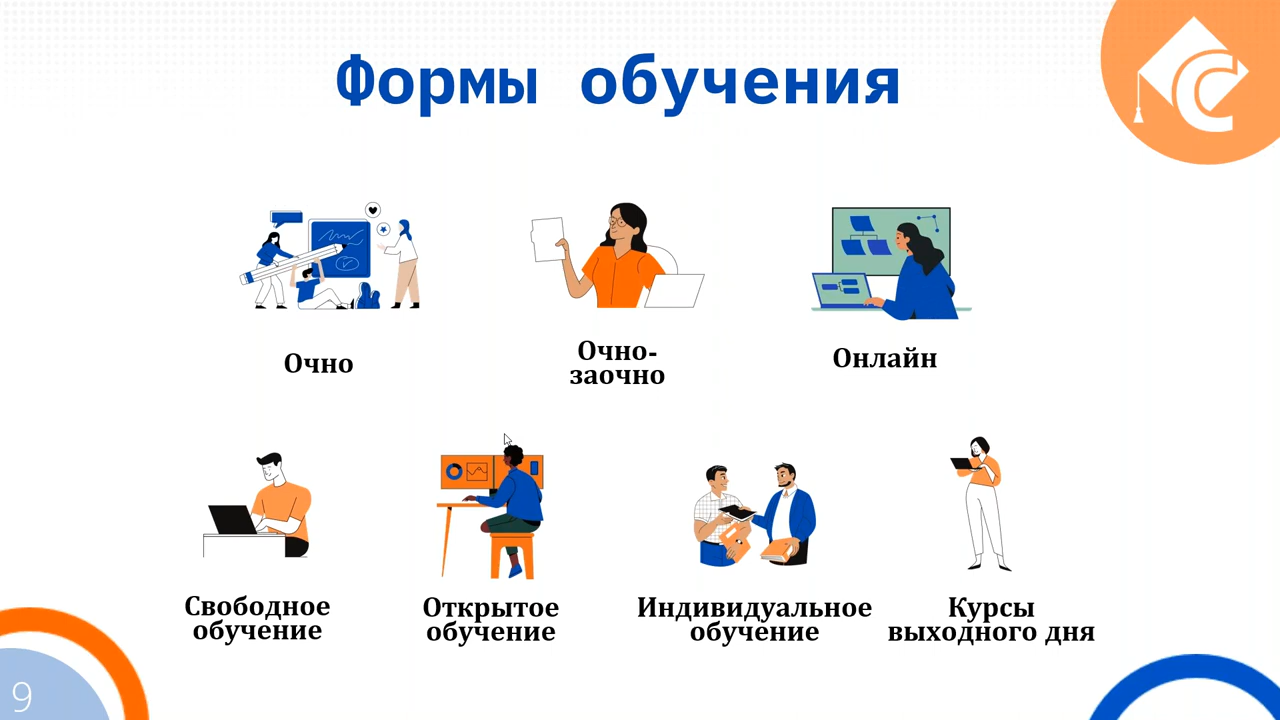 Формы обучения
Очно
Очно-
заочно
Онлайн
Свободное
обучение
Открытое
обучение
Индивидуальное
обучение
Курсы
выходного дня
9